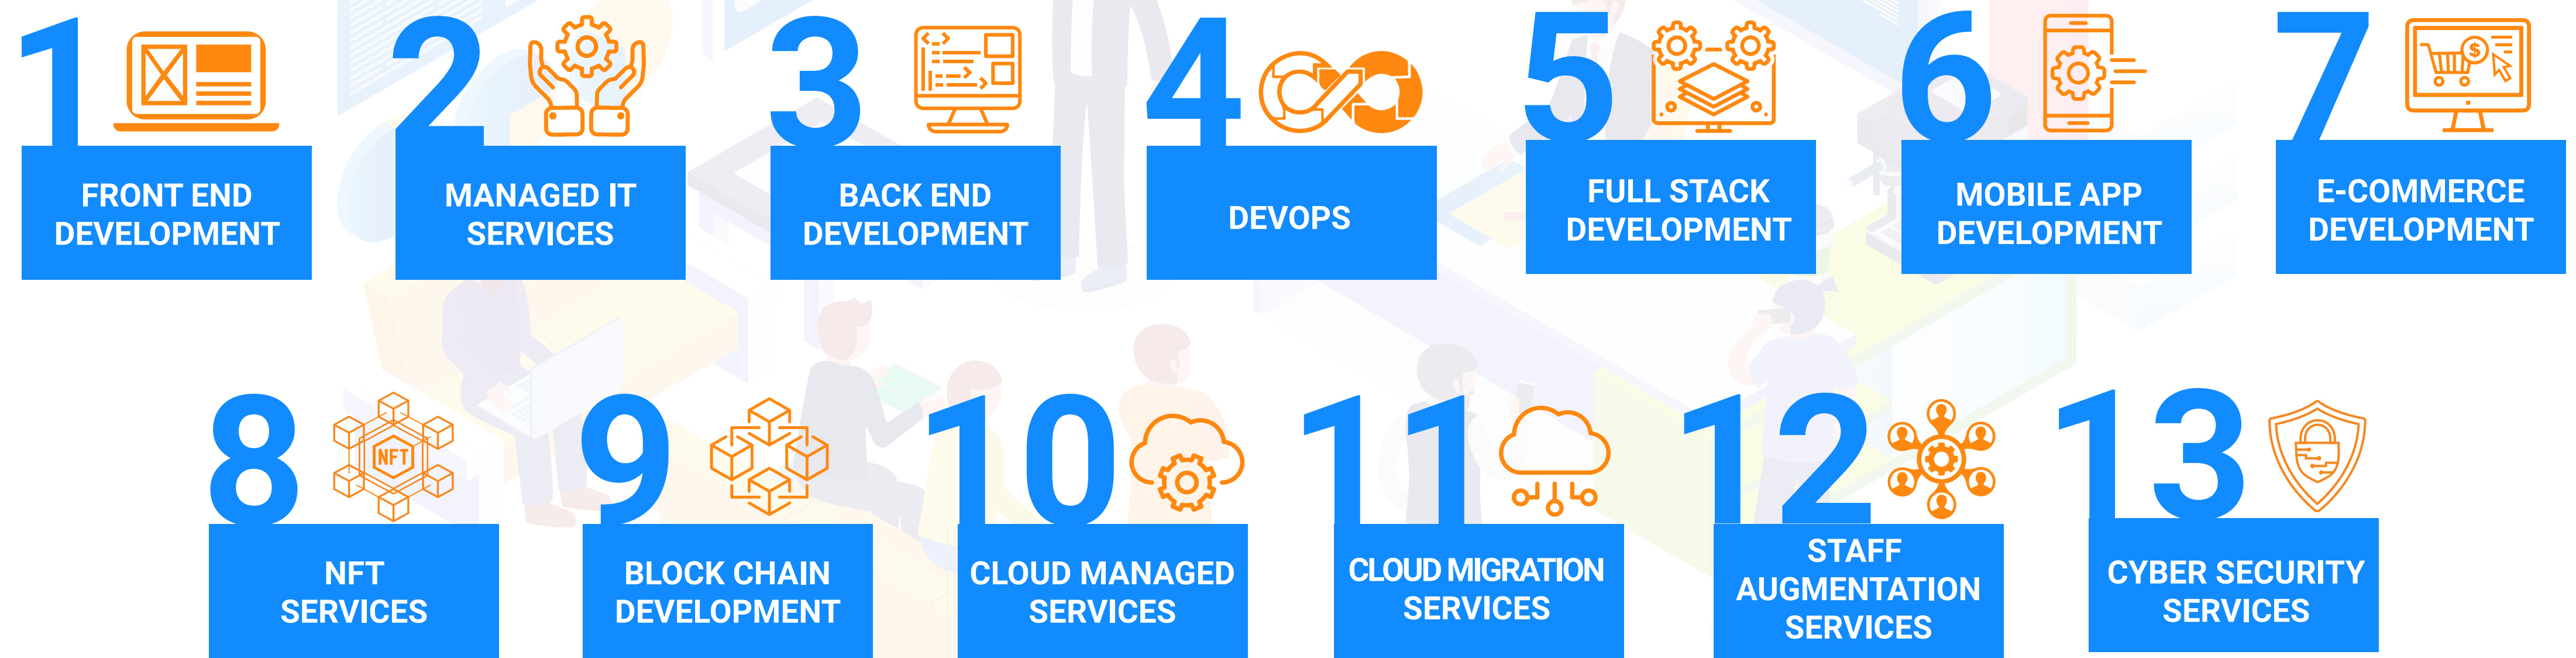 1
FRONT END
DEVELOPMENT
2
MANAGED IT
SERVICES
3
BACK END
DEVELOPMENT
4
DEVOPS
5
FULL STACK
DEVELOPMENT
6
MOBILE APP
DEVELOPMENT
7
$
E-COMMERCE
DEVELOPMENT
8
NFT
NFT
SERVICES
9
BLOCK CHAIN
DEVELOPMENT
10
CLOUD MANAGED
SERVICES
11
CLOUD MIGRATION
SERVICES
12
STAFF
AUGMENTATION
SERVICES
13
CYBER SECURITY
SERVICES